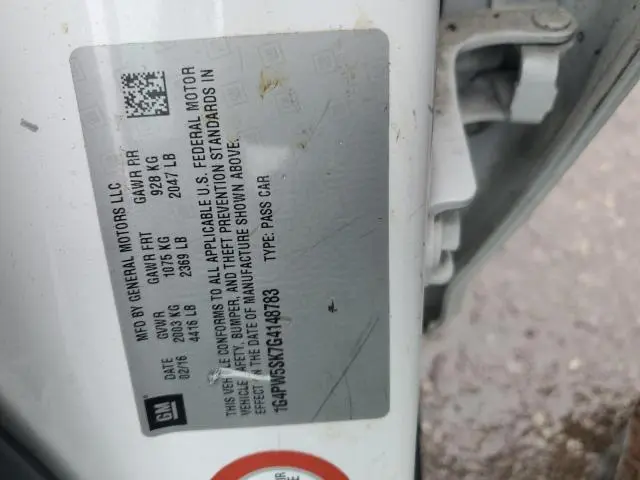 GM
MFD BY GENERAL MOTORS LLC
DATE GVWR GAWR FRT GAWR RR
02/16 2003 KG 1075 KG 928 KG
4416 LB 2369 LB 2047 LB
THIS VEHICLE CONFORMS TO ALL APPLICABLE U.S. FEDERAL MOTOR
VEHICLE SAFETY, BUMPER, AND THEFT PREVENTION STANDARDS IN
EFFECT ON THE DATE OF MANUFACTURE SHOWN ABOVE.
1G4PW5SK7G4148783 TYPE: PASS CAR